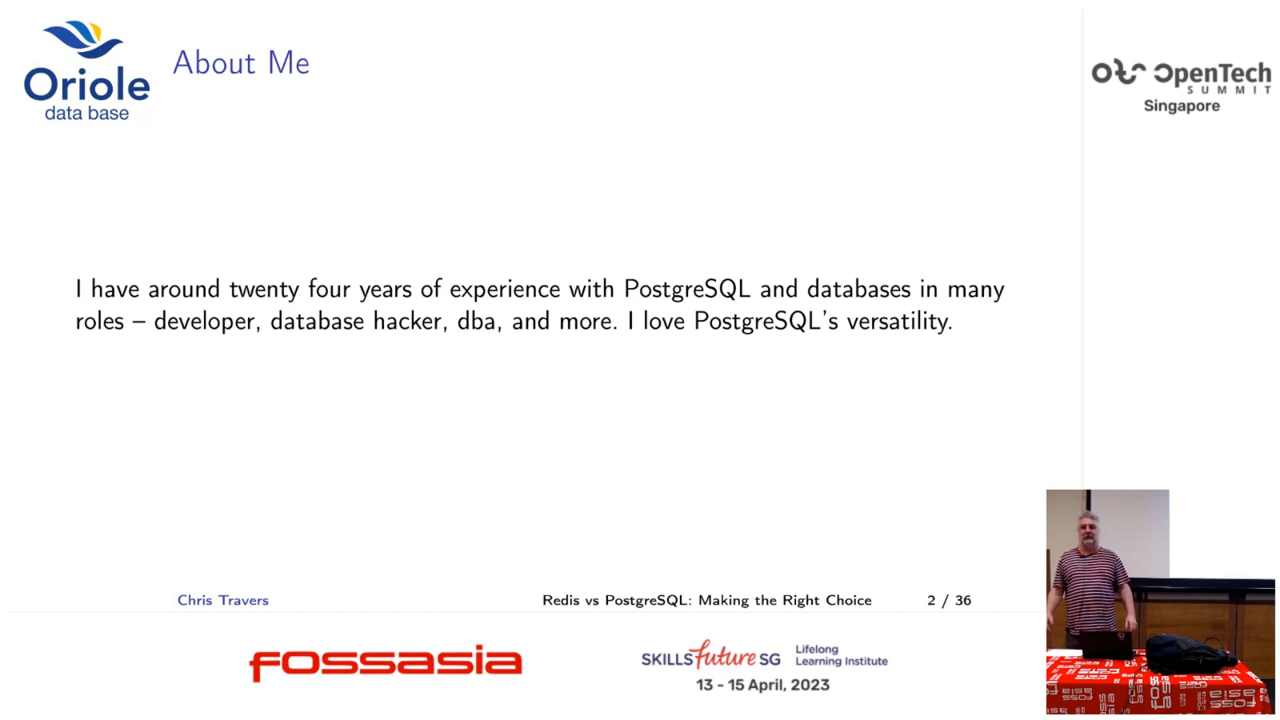 Oriole
data base
About Me
OpenTech
SUMMIT
Singapore
I have around twenty four years of experience with PostgreSQL and databases in many
roles – developer, database hacker, dba, and more. I love PostgreSQL's versatility.
Chris Travers
Redis vs PostgreSQL: Making the Right Choice
2 / 36
fossasia
SKILLS future SG
Lifelong
Learning Institute
13 - 15 April, 2023